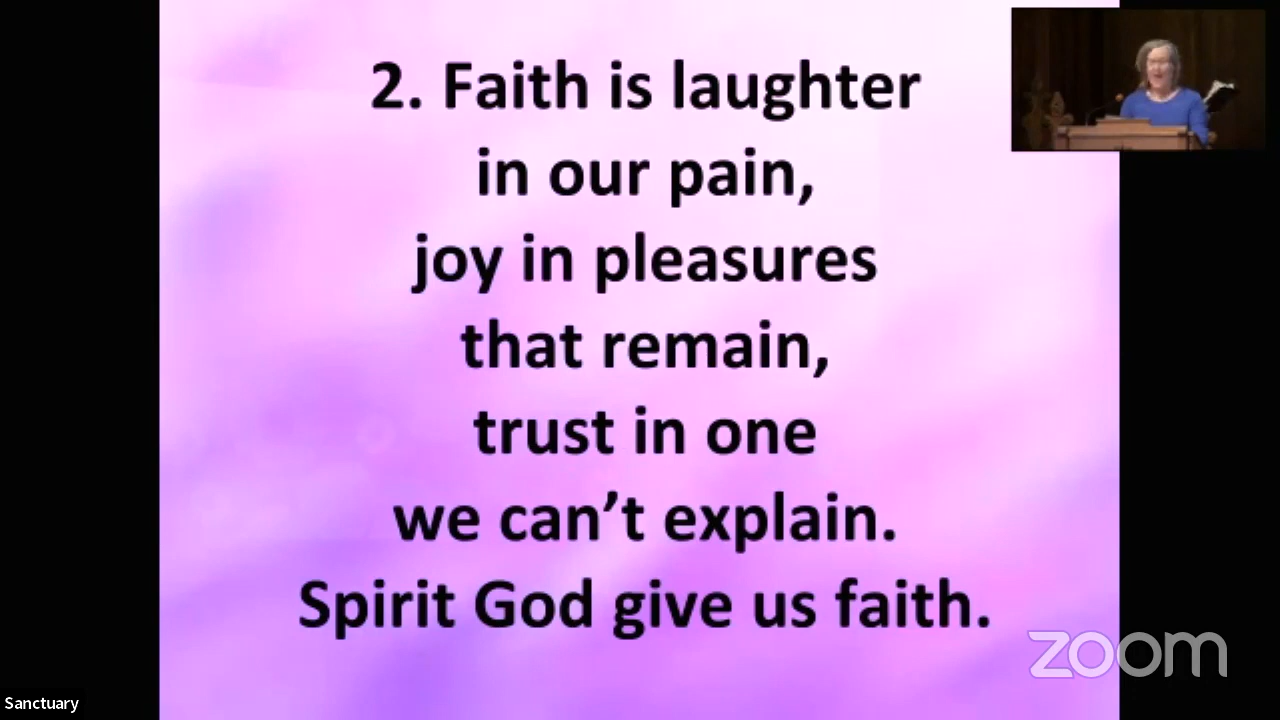 2. Faith is laughter
in our pain,
joy in pleasures
that remain,
trust in one
we can’t explain.
Spirit God give us faith.
zoom
Sanctuary